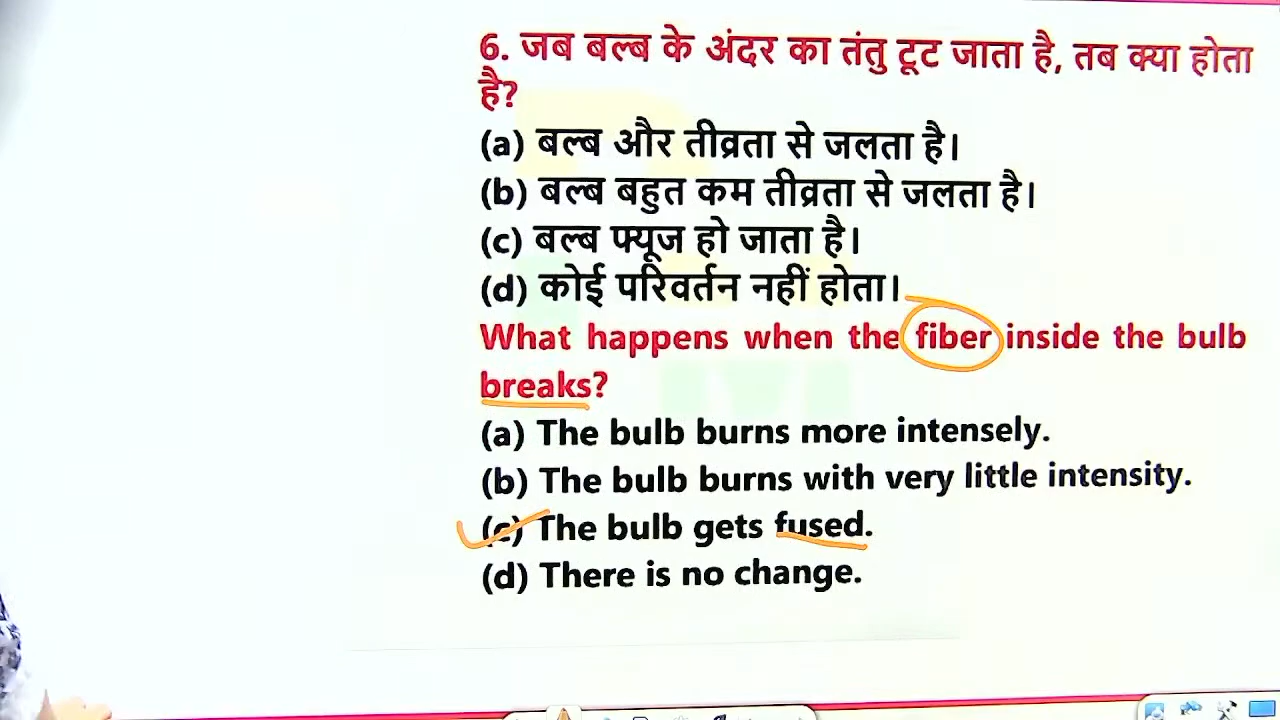 6. जब बल्ब के अंदर का तंतु टूट जाता है, तब क्या होता
है?
(a) बल्ब और तीव्रता से जलता है।
(b) बल्ब बहुत कम तीव्रता से जलता है।
(c) बल्ब फ्यूज हो जाता है।
(d) कोई परिवर्तन नहीं होता।
What happens when the fiber inside the bulb
breaks?
(a) The bulb burns more intensely.
(b) The bulb burns with very little intensity.
(c) The bulb gets fused.
(d) There is no change.